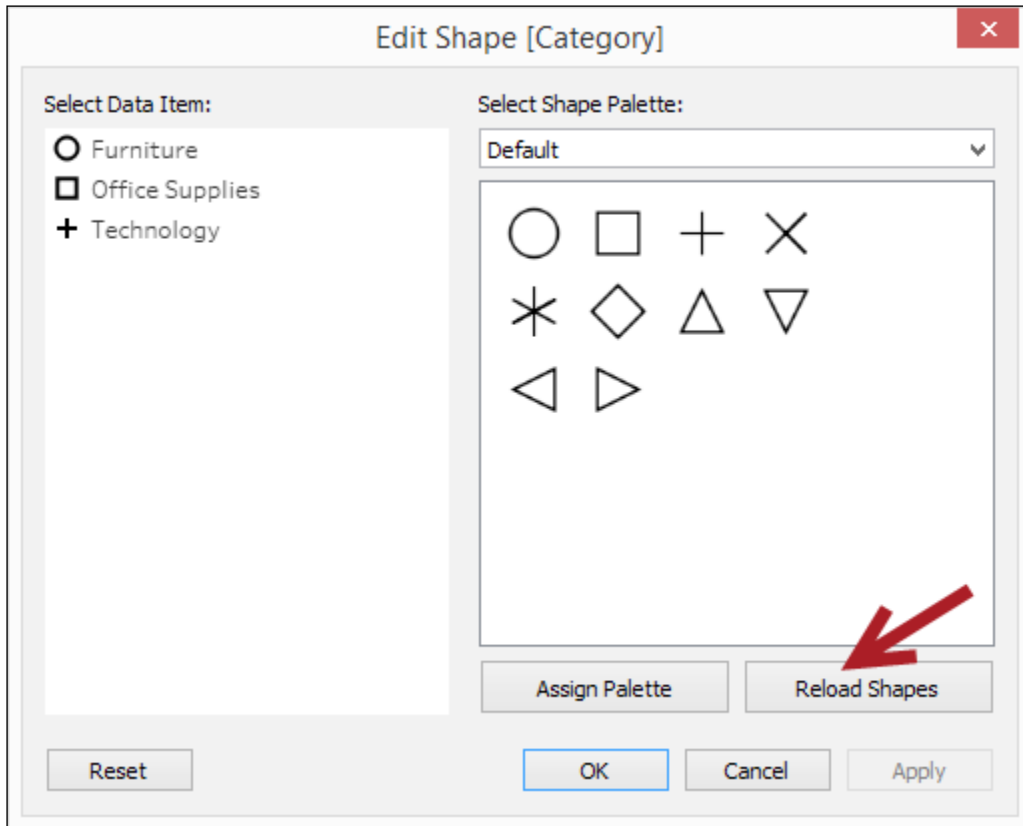 Edit Shape [Category]
Select Data Item:
Furniture
Office Supplies
Technology
Select Shape Palette:
Default
Assign Palette
Reload Shapes
Reset
OK
Cancel
Apply